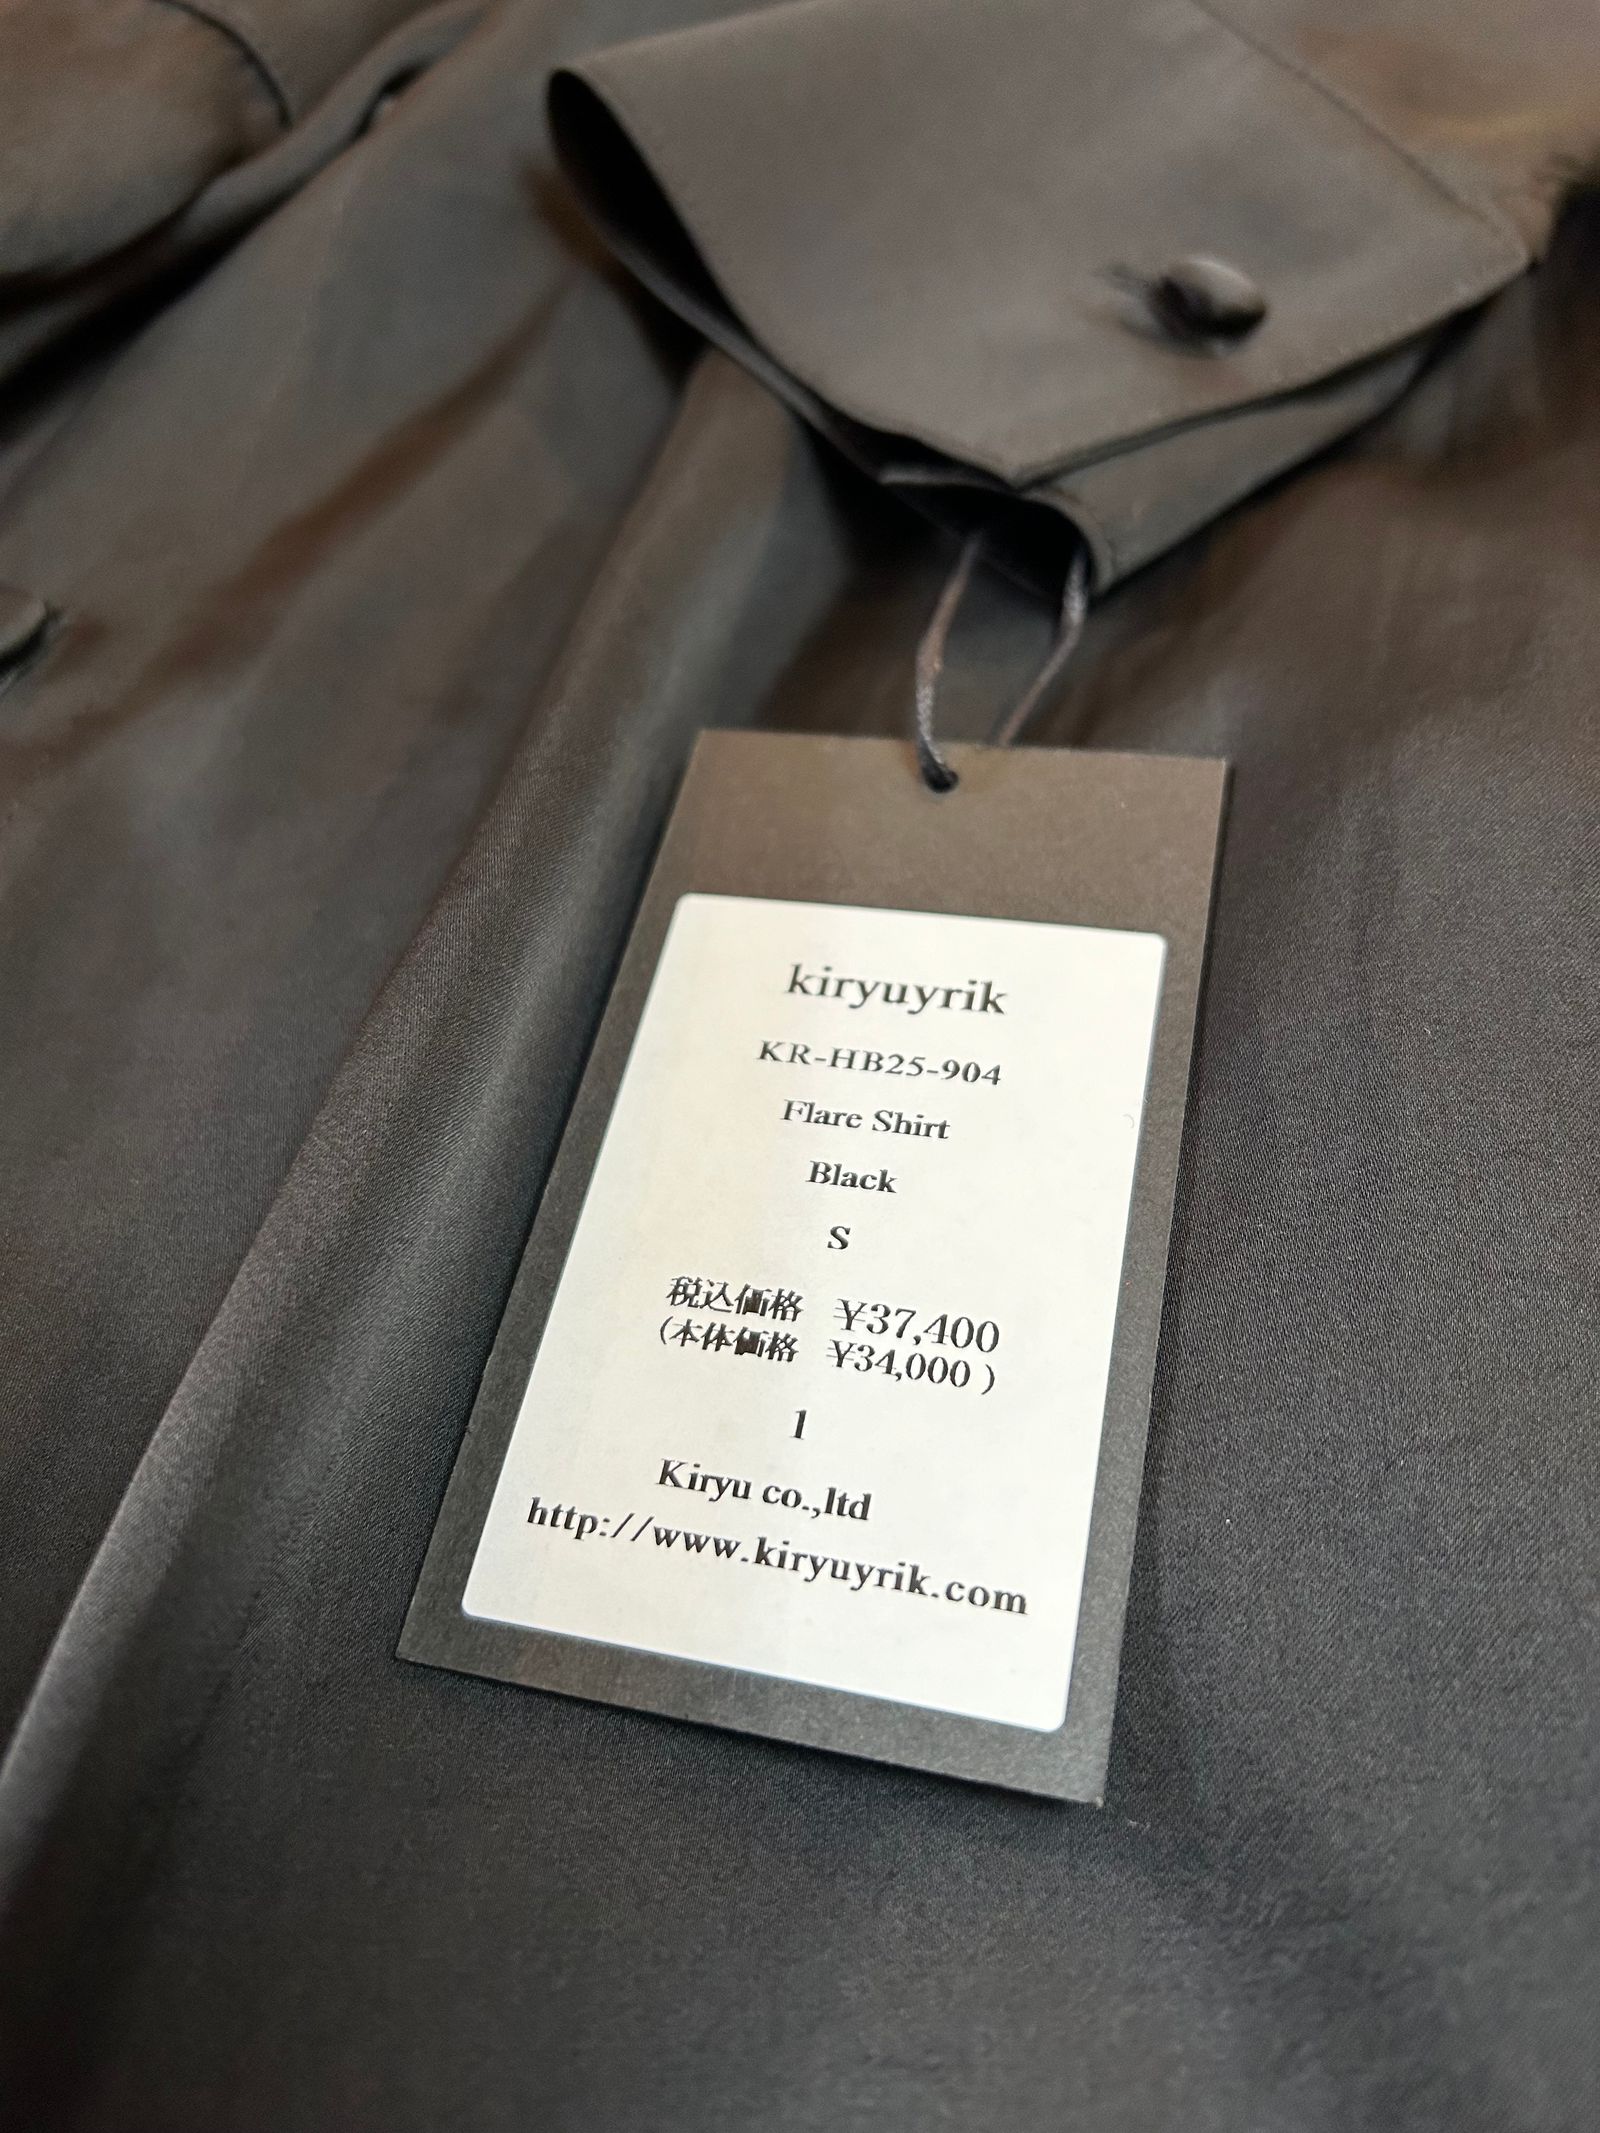 kiryuyrik
KR-HB25-904
Flare Shirt
Black
S
税込価格 ¥37,400
(本体価格 ¥34,000 )
1
Kiryu co.,ltd
http://www.kiryuyrik.com